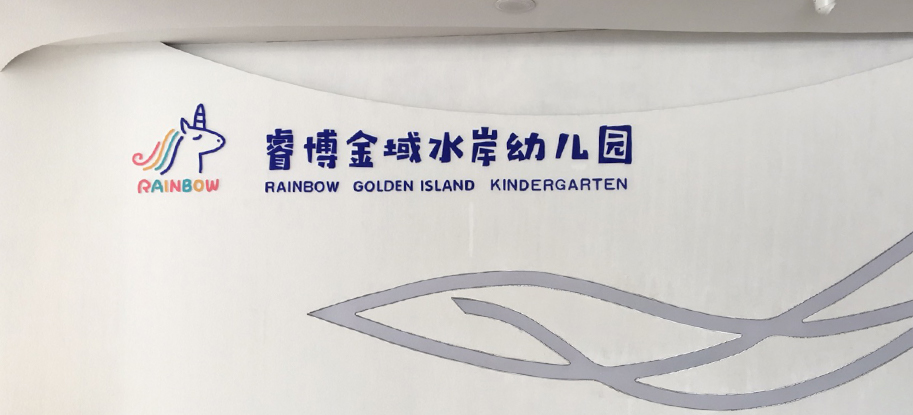 睿博金域水岸幼儿园
RAINBOW
RAINBOW GOLDEN ISLAND KINDERGARTEN